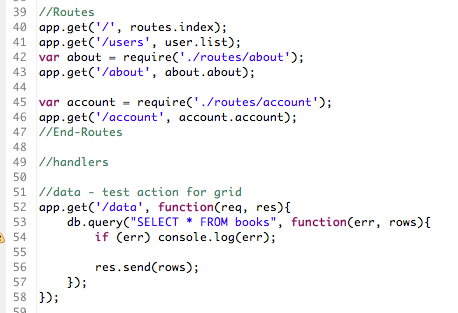 39 //Routes
40 app.get('/', routes.index);
41 app.get('/users', user.list);
42 var about = require('./routes/about');
43 app.get('/about', about.about);
44
45 var account = require('./routes/account');
46 app.get('/account', account.account);
47 //End-Routes
48
49 //handlers
50
51 //data - test action for grid
52 app.get('/data', function(req, res){
53     db.query("SELECT * FROM books", function(err, rows){
54         if (err) console.log(err);
55
56         res.send(rows);
57     });
58 });
59